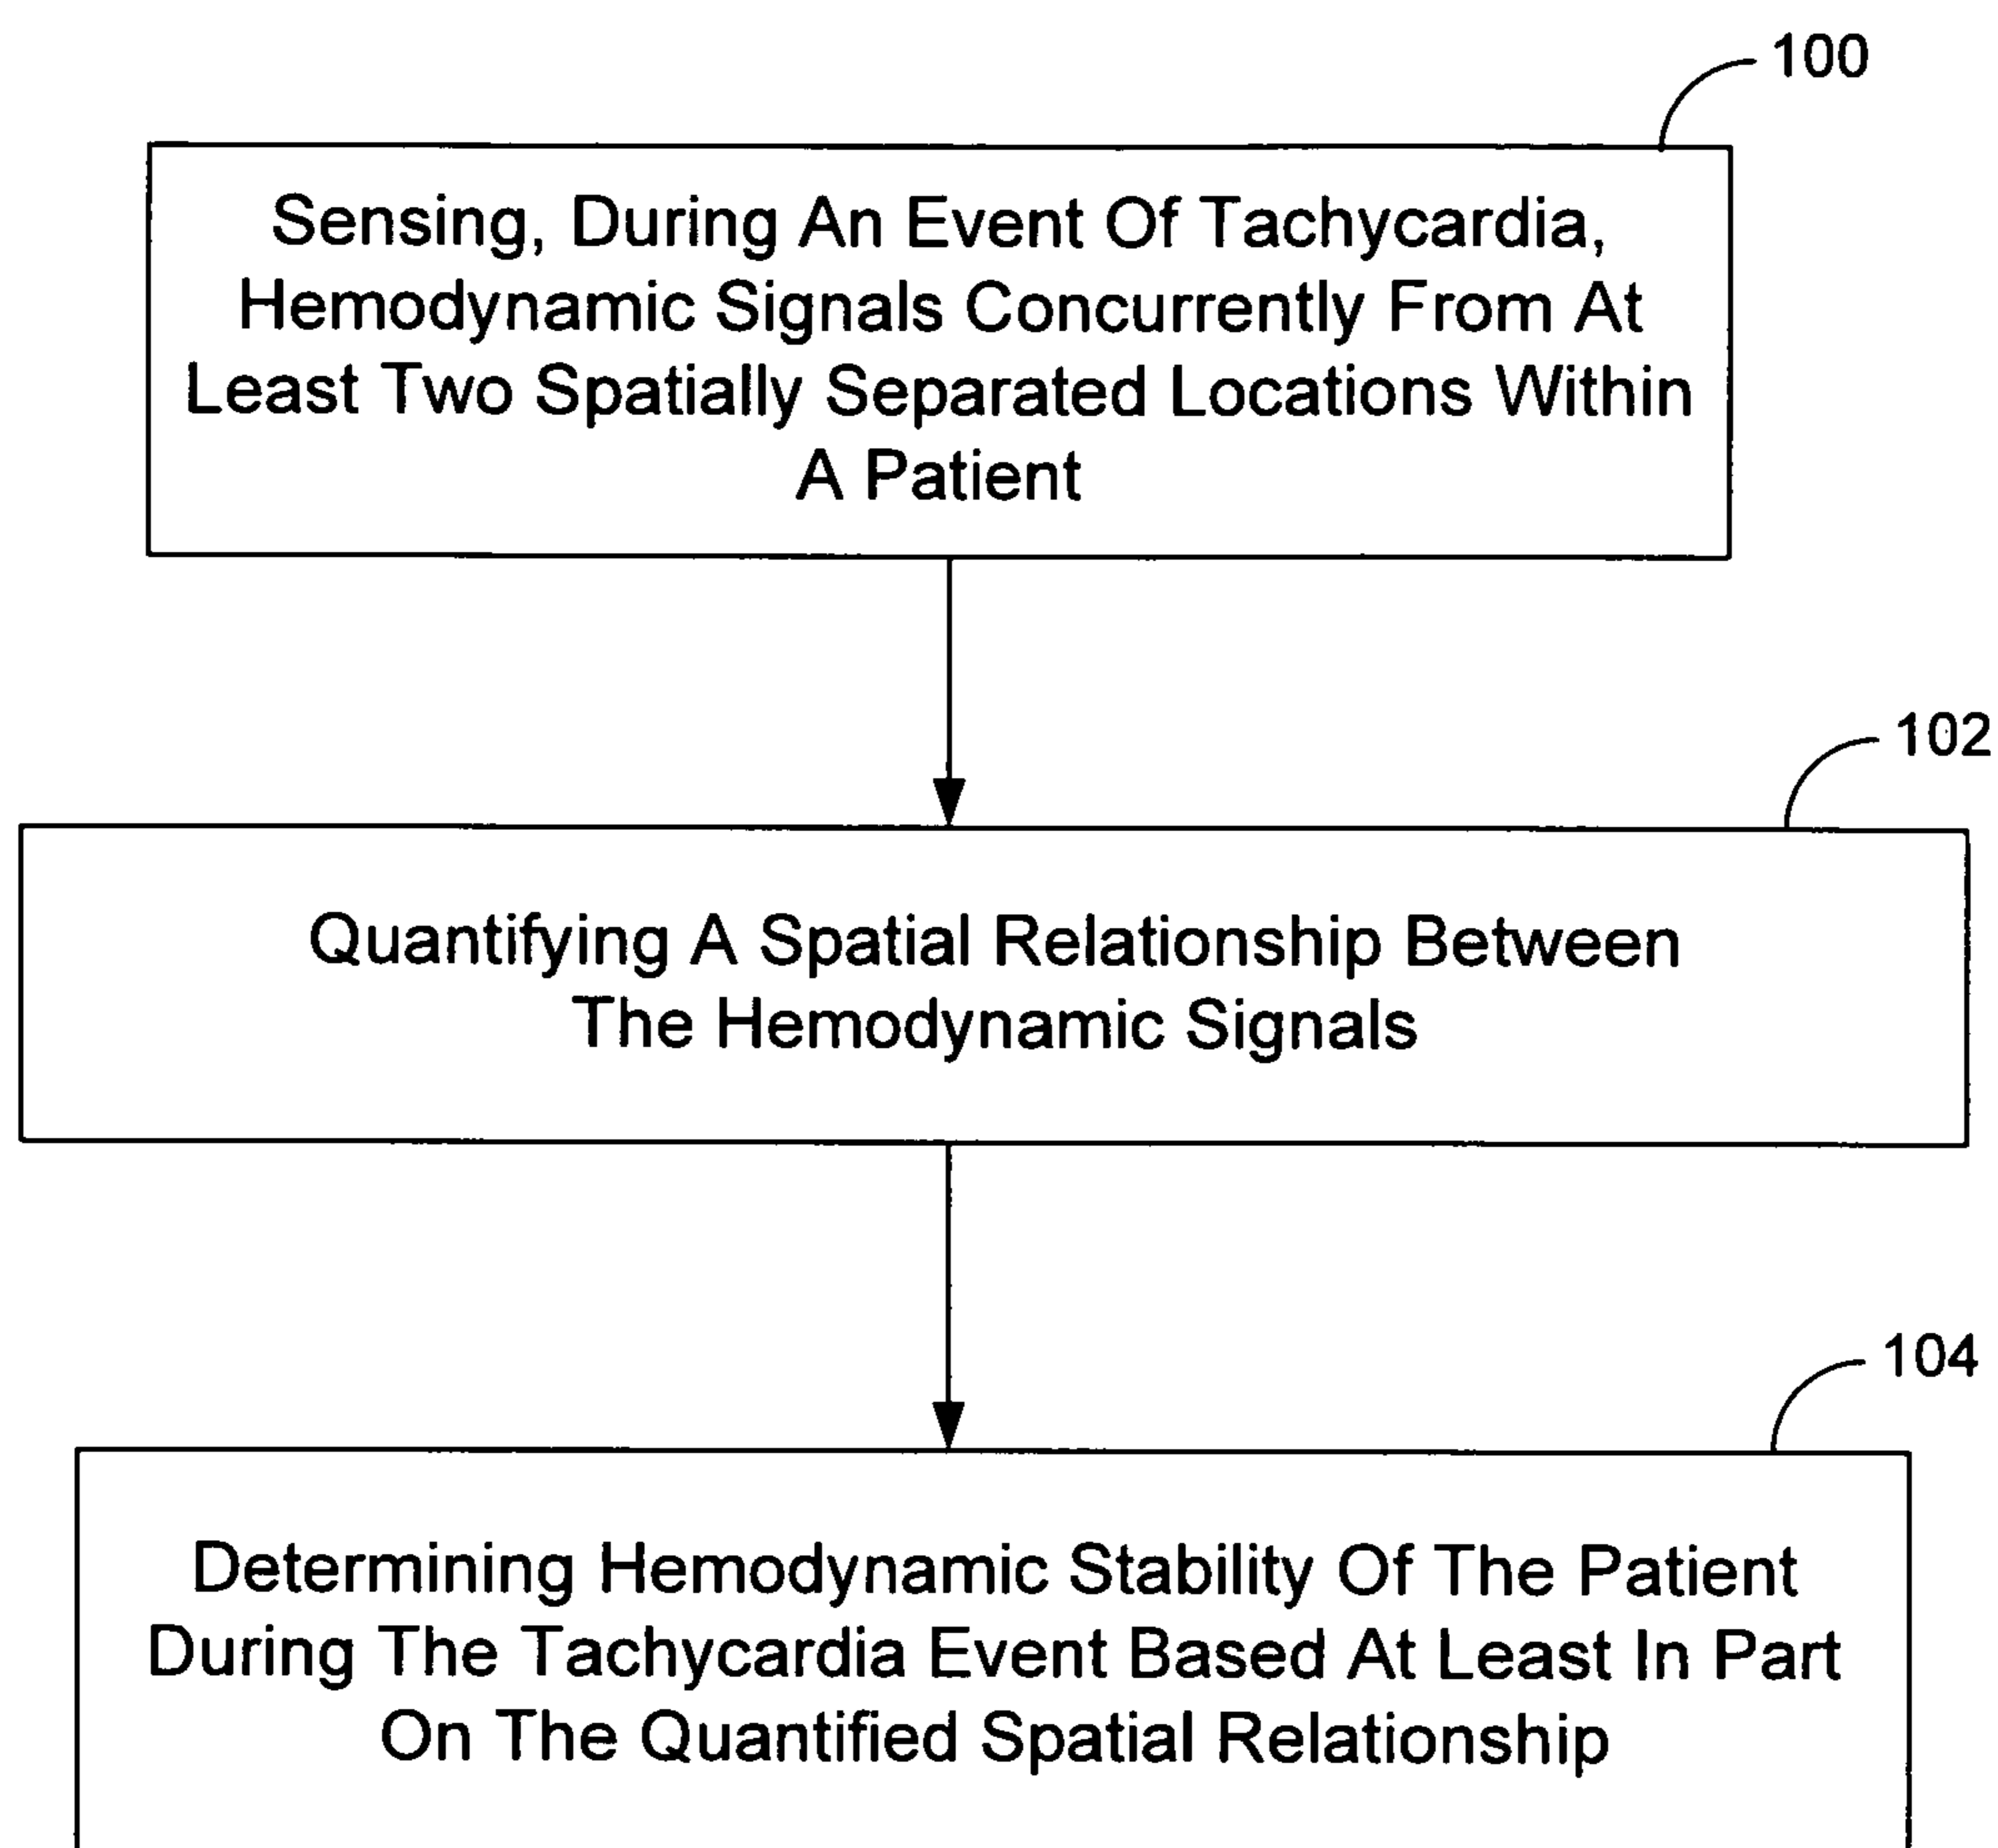 100
Sensing, During An Event Of Tachycardia,
Hemodynamic Signals Concurrently From At
Least Two Spatially Separated Locations Within
A Patient
102
Quantifying A Spatial Relationship Between
The Hemodynamic Signals
104
Determining Hemodynamic Stability Of The Patient
During The Tachycardia Event Based At Least In Part
On The Quantified Spatial Relationship